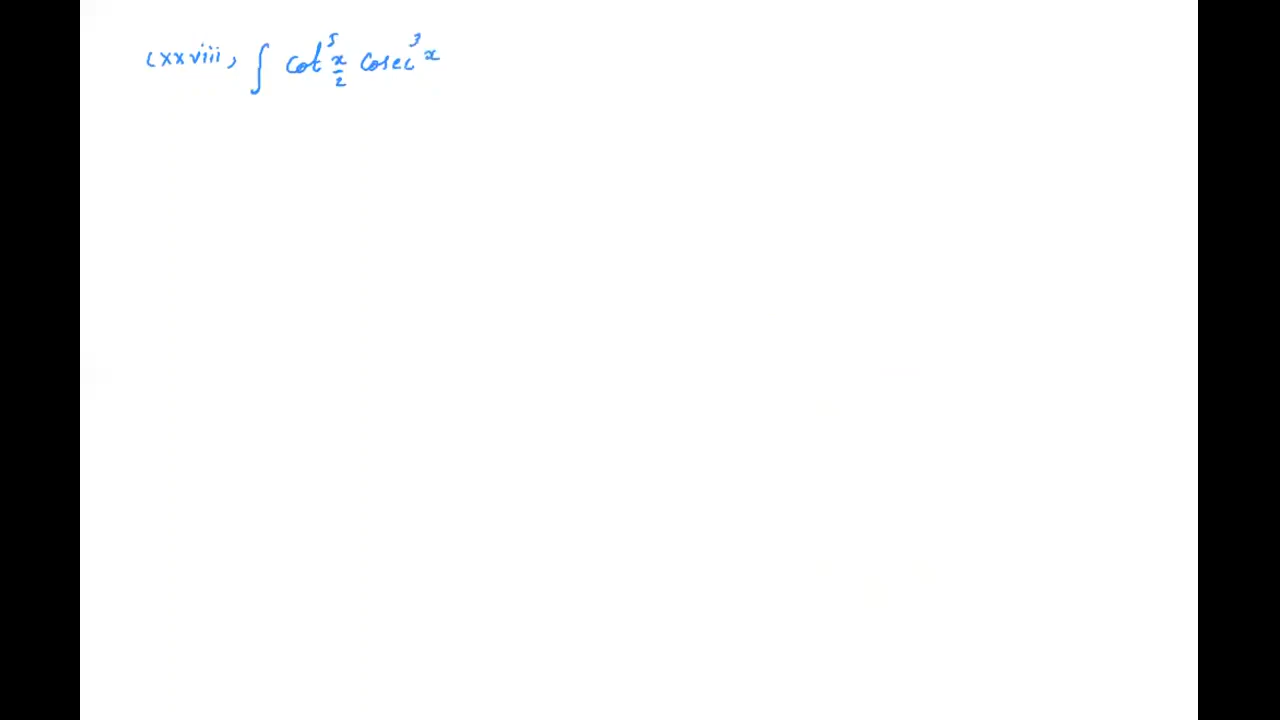 (xxviii) ∫ cot⁵ x/2 cosec³ x